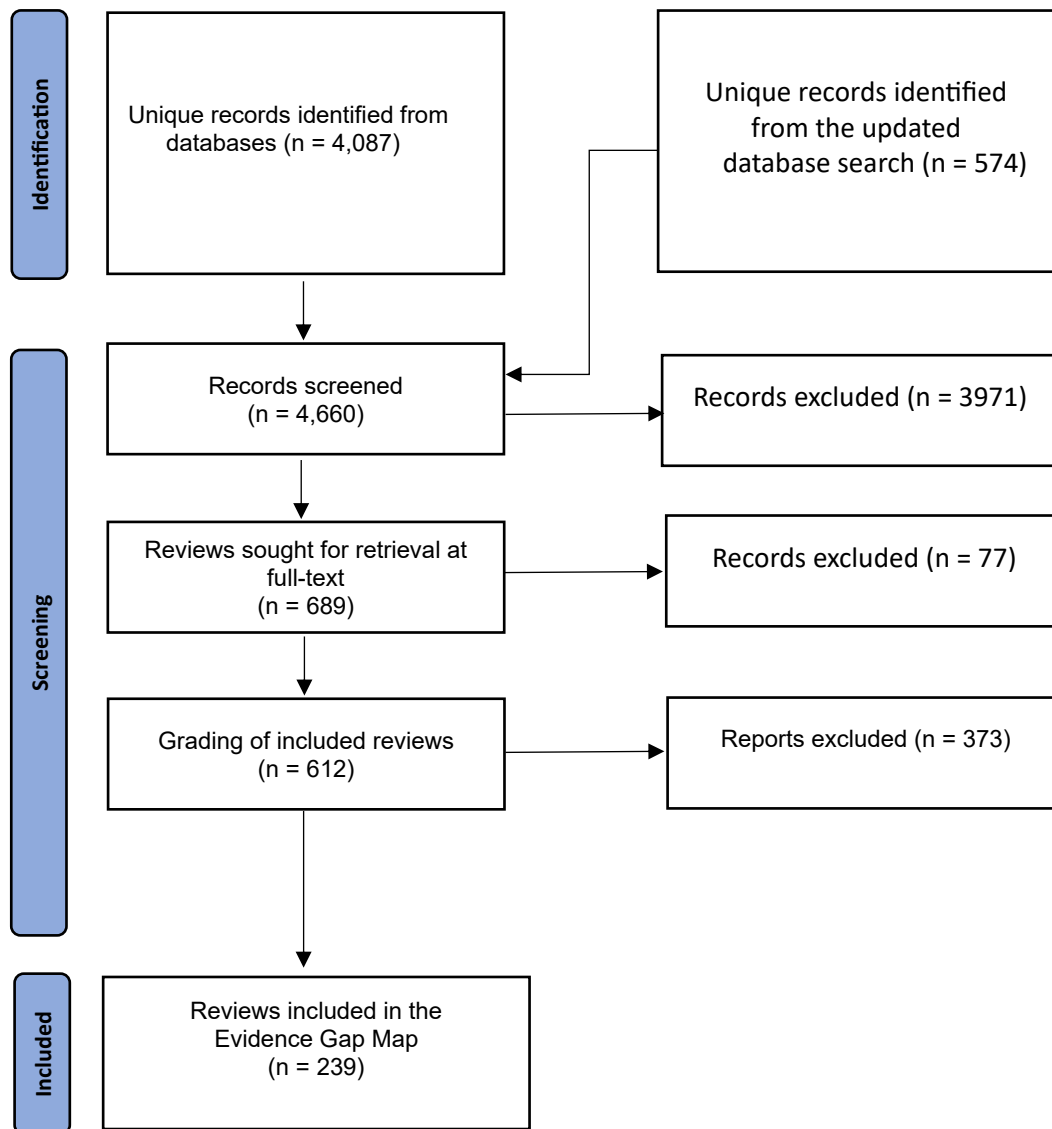 Identification
Unique records identified from
databases (n = 4,087)
Unique records identified
from the updated
database search (n = 574)
Screening
Records screened
(n = 4,660)
Records excluded (n = 3971)
Reviews sought for retrieval at
full-text
(n = 689)
Records excluded (n = 77)
Grading of included reviews
(n = 612)
Reports excluded (n = 373)
Included
Reviews included in the
Evidence Gap Map
(n = 239)